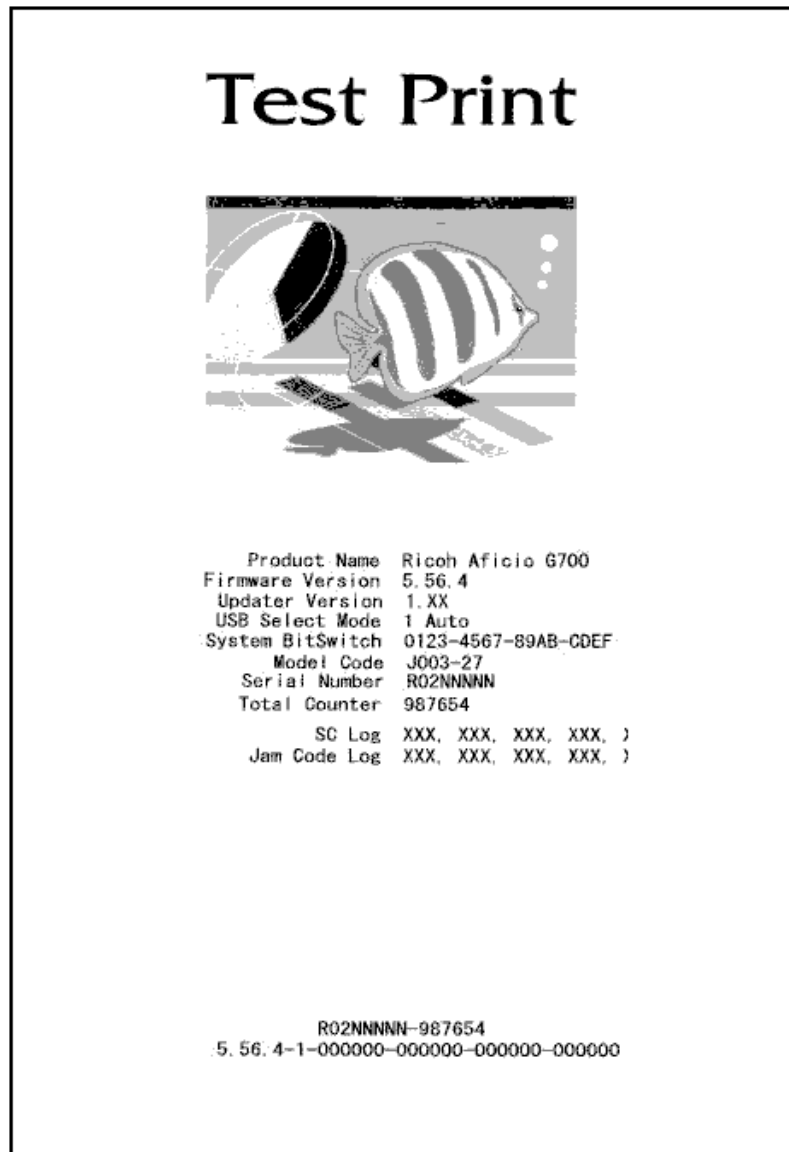 Test Print
Product Name Ricoh Aficio G700
Firmware Version 5.56.4
Updater Version 1.XX
USB Select Mode 1 Auto
System BitSwitch 0123-4567-89AB-CDEF
Model Code J003-27
Serial Number R02NNNNN
Total Counter 987654
SC Log XXX, XXX, XXX, XXX, X
Jam Code Log XXX, XXX, XXX, XXX, X
R02NNNNN-987654
5.56.4-1-000000-000000-000000-000000